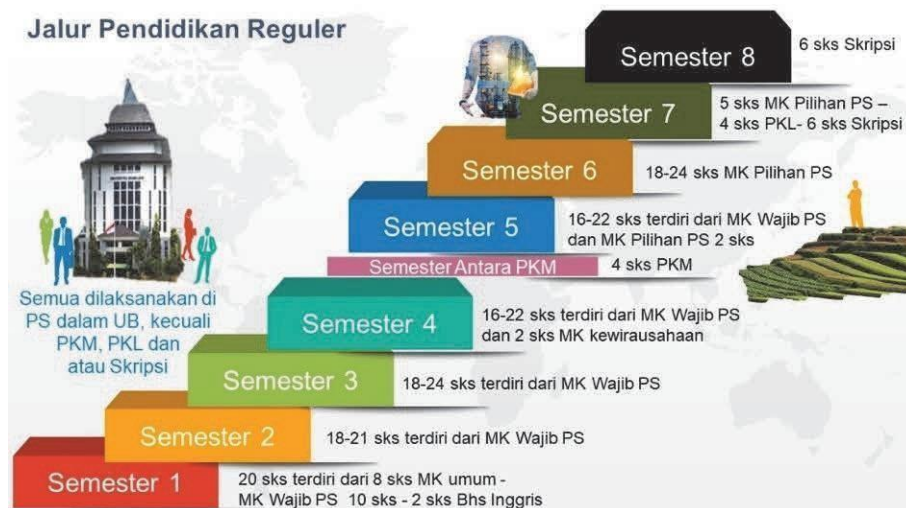 Jalur Pendidikan Reguler
Semester 8
6 sks Skripsi
Semester 7
5 sks MK Pilihan PS –
4 sks PKL- 6 sks Skripsi
Semester 6
18-24 sks MK Pilihan PS
Semester 5
16-22 sks terdiri dari MK Wajib PS
dan MK Pilihan PS 2 sks
Semester Antara PKM
4 sks PKM
Semua dilaksanakan di
PS dalam UB, kecuali
PKM, PKL dan
atau Skripsi
Semester 4
16-22 sks terdiri dari MK Wajib PS
dan 2 sks MK kewirausahaan
Semester 3
18-24 sks terdiri dari MK Wajib PS
Semester 2
18-21 sks terdiri dari MK Wajib PS
Semester 1
20 sks terdiri dari 8 sks MK umum -
MK Wajib PS 10 sks - 2 sks Bhs Inggris